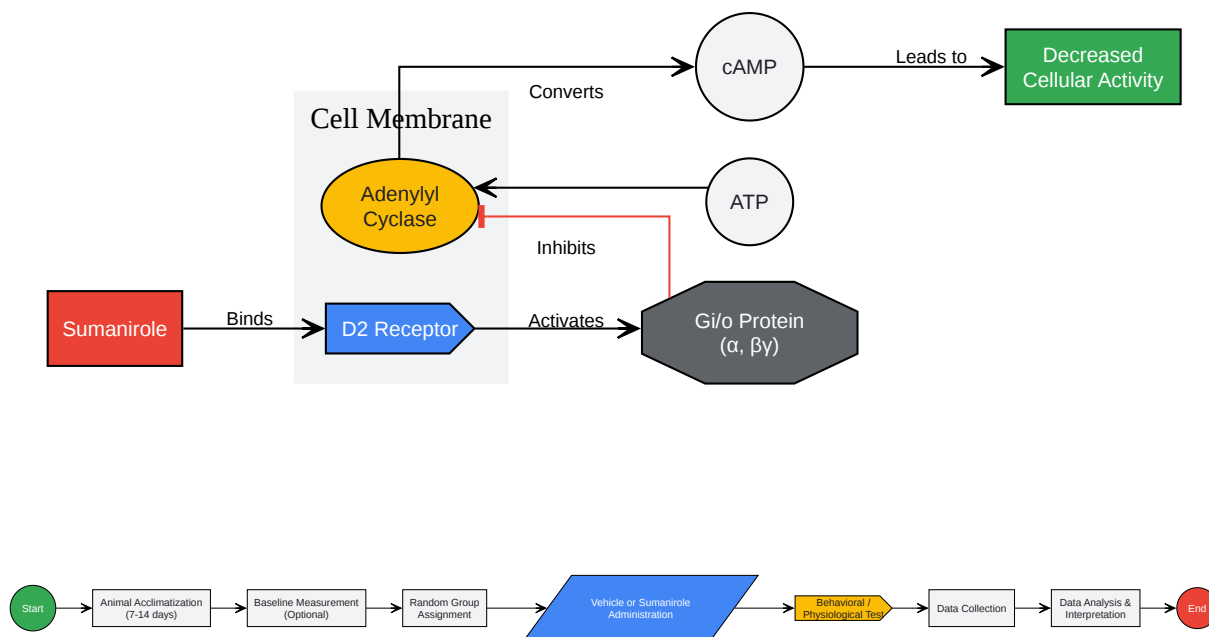 cAMP
Leads to
Decreased
Cellular Activity
Converts
Cell Membrane
Adenylyl
Cyclase
ATP
Inhibits
Sumanirole
Binds
D2 Receptor
Activates
Gi/o Protein
(α, βγ)
Start
Animal Acclimatization
(7-14 days)
Baseline Measurement
(Optional)
Random Group
Assignment
Vehicle or Sumanirole
Administration
Behavioral /
Physiological Test
Data Collection
Data Analysis &
Interpretation
End